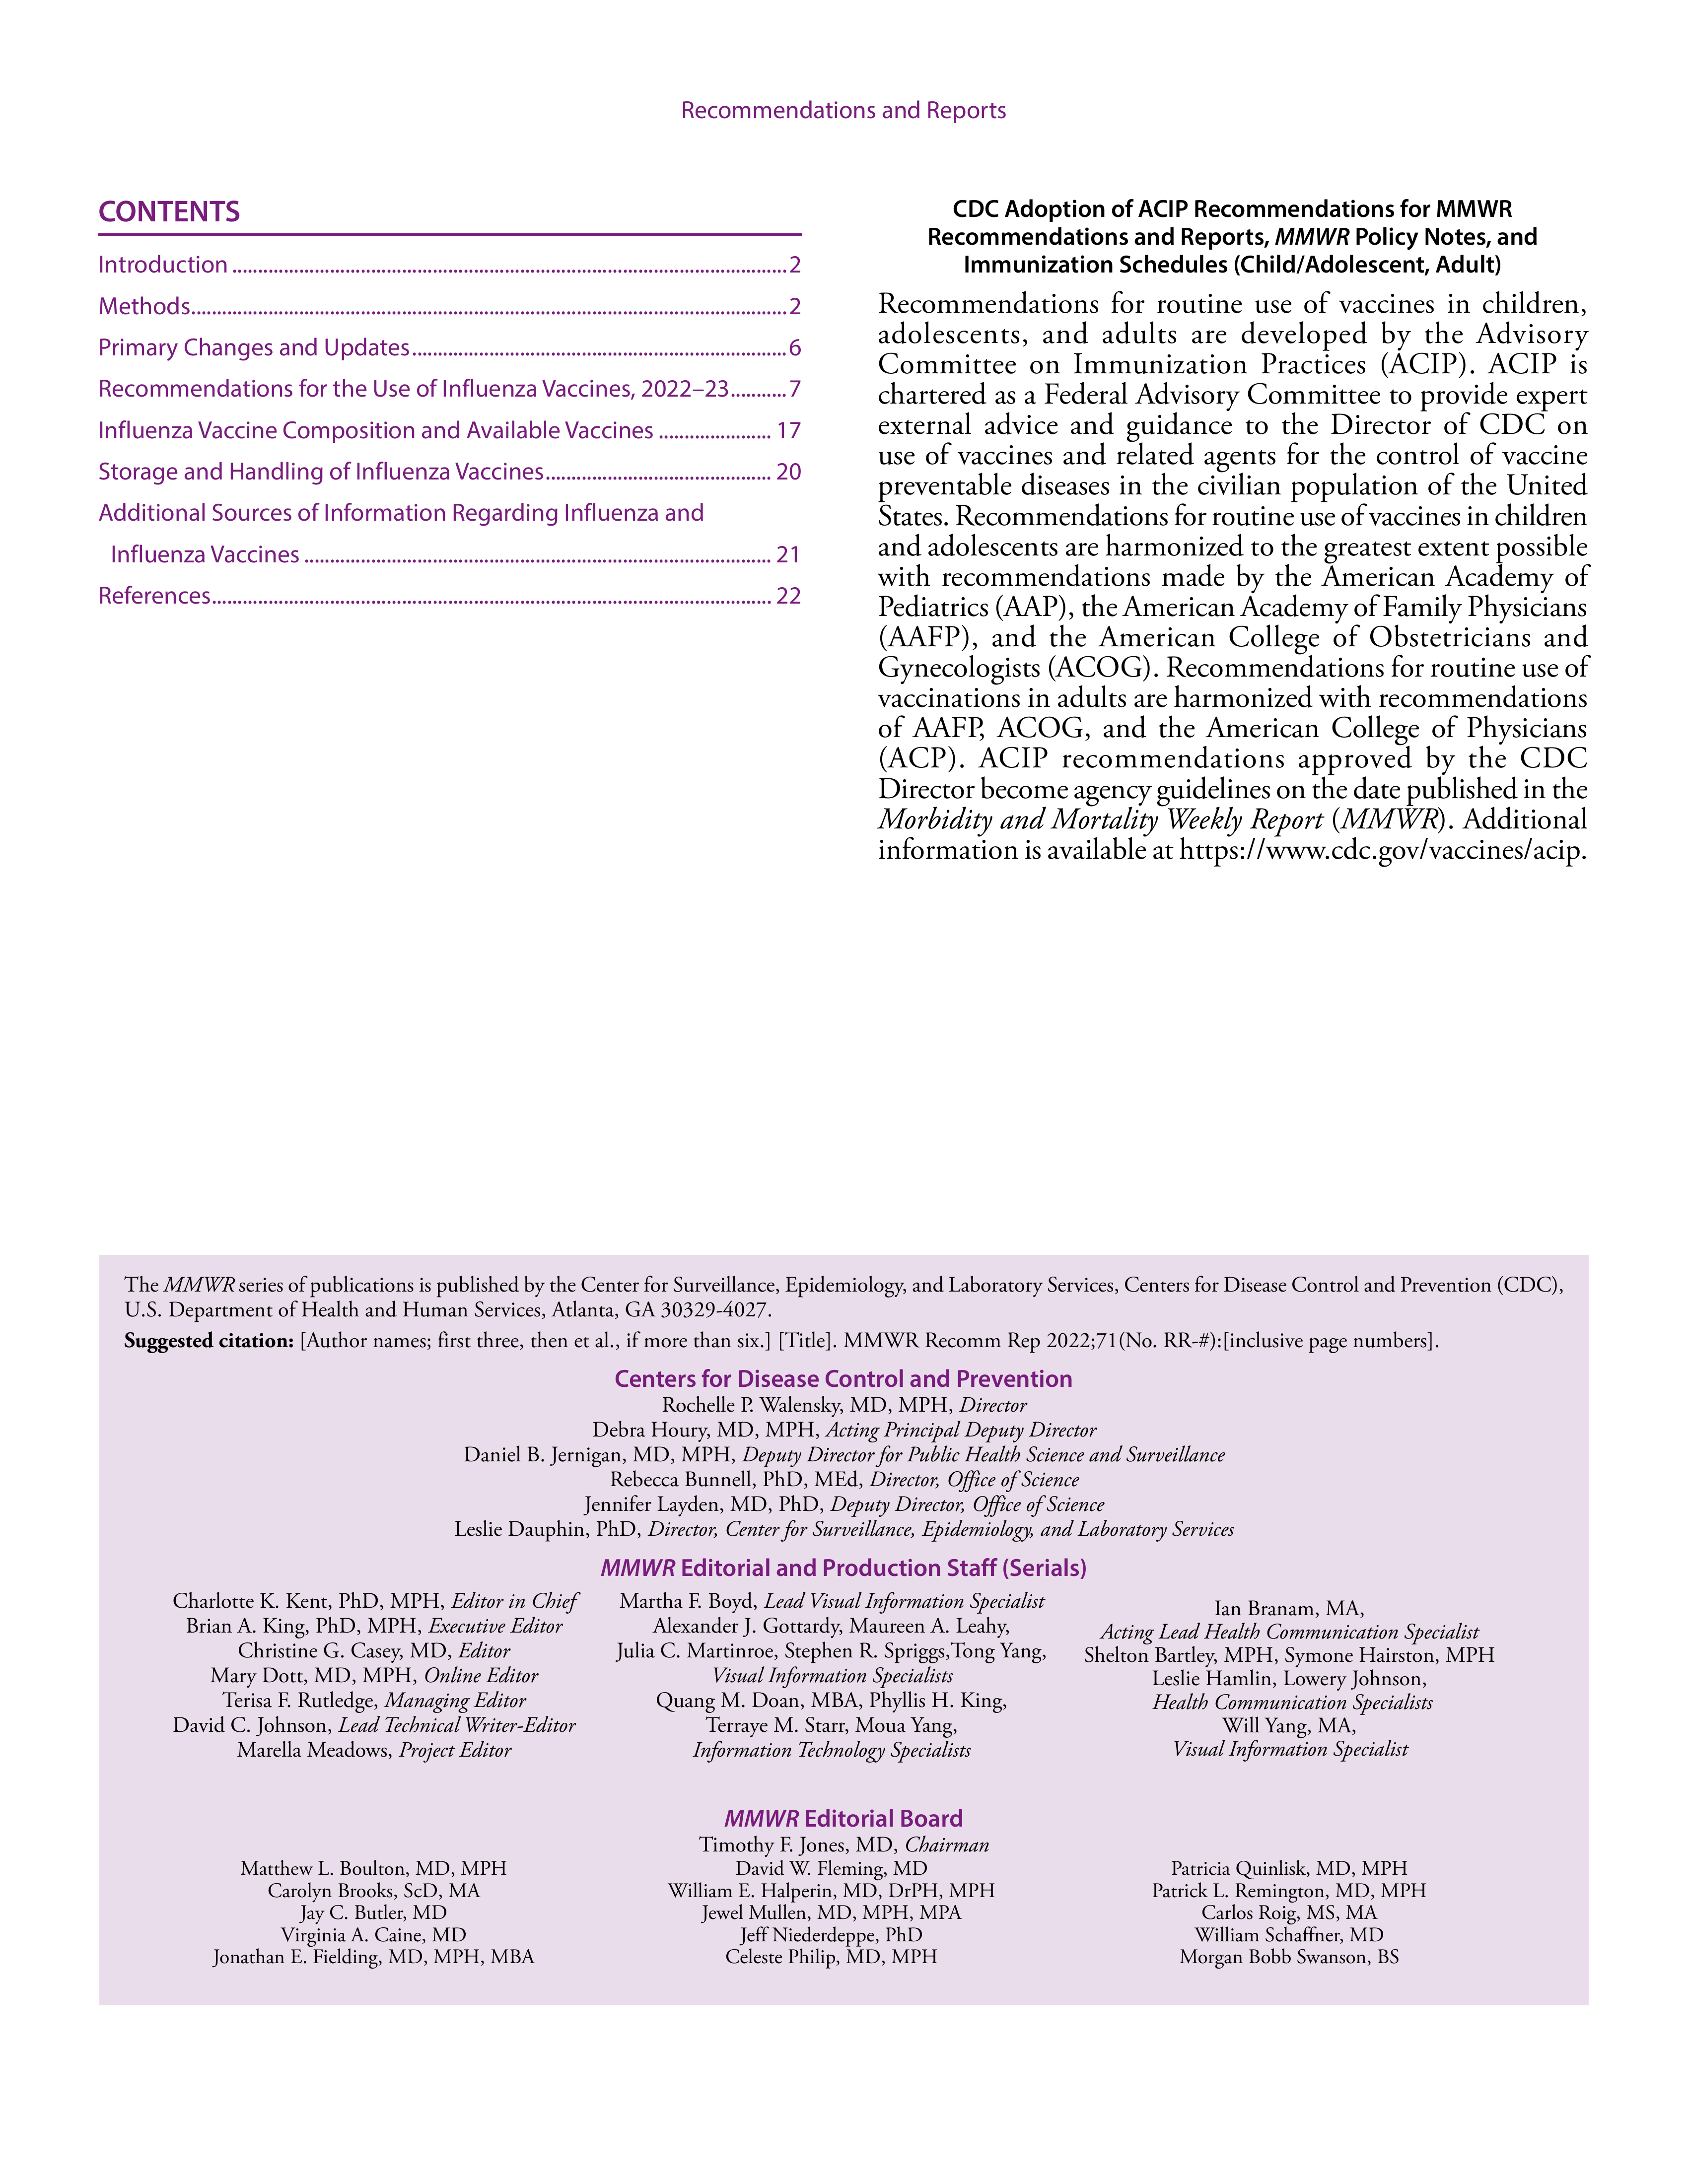 Recommendations and Reports
CONTENTS
Introduction ............................................................................................................2
Methods....................................................................................................................2
Primary Changes and Updates.........................................................................6
Recommendations for the Use of Influenza Vaccines, 2022–23...........7
Influenza Vaccine Composition and Available Vaccines ...................... 17
Storage and Handling of Influenza Vaccines............................................ 20
Additional Sources of Information Regarding Influenza and
Influenza Vaccines ........................................................................................... 21
References............................................................................................................. 22
CDC Adoption of ACIP Recommendations for MMWR
Recommendations and Reports, MMWR Policy Notes, and
Immunization Schedules (Child/Adolescent, Adult)
Recommendations for routine use of vaccines in children,
adolescents, and adults are developed by the Advisory
Committee on Immunization Practices (ACIP). ACIP is
chartered as a Federal Advisory Committee to provide expert
external advice and guidance to the Director of CDC on
use of vaccines and related agents for the control of vaccine
preventable diseases in the civilian population of the United
States. Recommendations for routine use of vaccines in children
and adolescents are harmonized to the greatest extent possible
with recommendations made by the American Academy of
Pediatrics (AAP), the American Academy of Family Physicians
(AAFP), and the American College of Obstetricians and
Gynecologists (ACOG). Recommendations for routine use of
vaccinations in adults are harmonized with recommendations
of AAFP, ACOG, and the American College of Physicians
(ACP). ACIP recommendations approved by the CDC
Director become agency guidelines on the date published in the
Morbidity and Mortality Weekly Report (MMWR). Additional
information is available at https://www.cdc.gov/vaccines/acip.
The MMWR series of publications is published by the Center for Surveillance, Epidemiology, and Laboratory Services, Centers for Disease Control and Prevention (CDC),
U.S. Department of Health and Human Services, Atlanta, GA 30329-4027.
Suggested citation: [Author names; first three, then et al., if more than six.] [Title]. MMWR Recomm Rep 2022;71(No. RR-#):[inclusive page numbers].
Centers for Disease Control and Prevention
Rochelle P. Walensky, MD, MPH, Director
Debra Houry, MD, MPH, Acting Principal Deputy Director
Daniel B. Jernigan, MD, MPH, Deputy Director for Public Health Science and Surveillance
Rebecca Bunnell, PhD, MEd, Director, Office of Science
Jennifer Layden, MD, PhD, Deputy Director, Office of Science
Leslie Dauphin, PhD, Director, Center for Surveillance, Epidemiology, and Laboratory Services
MMWR Editorial and Production Staff (Serials)
Charlotte K. Kent, PhD, MPH, Editor in Chief
Brian A. King, PhD, MPH, Executive Editor
Christine G. Casey, MD, Editor
Mary Dott, MD, MPH, Online Editor
Terisa F. Rutledge, Managing Editor
David C. Johnson, Lead Technical Writer-Editor
Marella Meadows, Project Editor
Martha F. Boyd, Lead Visual Information Specialist
Alexander J. Gottardy, Maureen A. Leahy,
Julia C. Martinroe, Stephen R. Spriggs,Tong Yang,
Visual Information Specialists
Quang M. Doan, MBA, Phyllis H. King,
Terraye M. Starr, Moua Yang,
Information Technology Specialists
Ian Branam, MA,
Acting Lead Health Communication Specialist
Shelton Bartley, MPH, Symone Hairston, MPH
Leslie Hamlin, Lowery Johnson,
Health Communication Specialists
Will Yang, MA,
Visual Information Specialist
MMWR Editorial Board
Timothy F. Jones, MD, Chairman
Matthew L. Boulton, MD, MPH
Carolyn Brooks, ScD, MA
Jay C. Butler, MD
Virginia A. Caine, MD
Jonathan E. Fielding, MD, MPH, MBA
David W. Fleming, MD
William E. Halperin, MD, DrPH, MPH
Jewel Mullen, MD, MPH, MPA
Jeff Niederdeppe, PhD
Celeste Philip, MD, MPH
Patricia Quinlisk, MD, MPH
Patrick L. Remington, MD, MPH
Carlos Roig, MS, MA
William Schaffner, MD
Morgan Bobb Swanson, BS